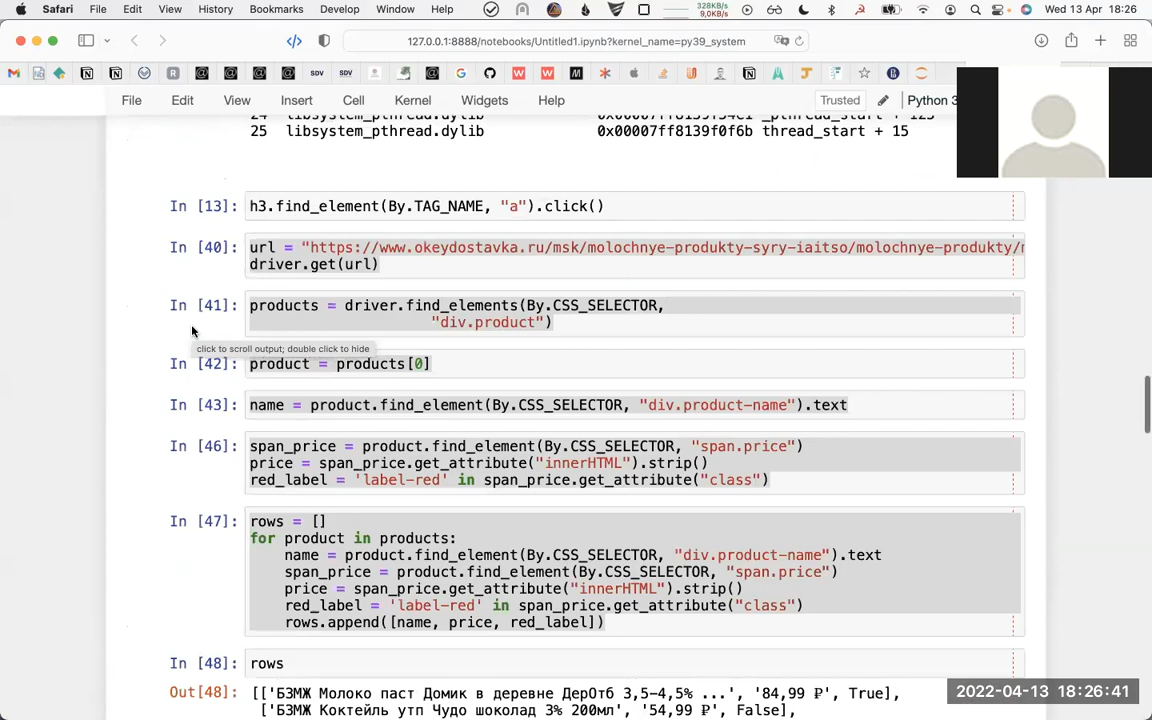 Safari File Edit View History Bookmarks Develop Window Help 328KB/ 9,0KB/ Wed 13 Apr 18:26
127.0.0.1:8888/notebooks/Untitled1.ipynb?kernel_name=py39_system
SDV SDV
File Edit View Insert Cell Kernel Widgets Help Trusted Python 3
25 libsystem_pthread.dylib 0x00007ff8139f0f6b thread_start + 15
In [13]: h3.find_element(By.TAG_NAME, "a").click()
In [40]: url = "https://www.okeydostavka.ru/msk/molochnye-produkty-syry-iaitso/molochnye-produkty/
driver.get(url)
In [41]: products = driver.find_elements(By.CSS_SELECTOR,
"div.product")
click to scroll output; double click to hide
In [42]: product = products[0]
In [43]: name = product.find_element(By.CSS_SELECTOR, "div.product-name").text
In [46]: span_price = product.find_element(By.CSS_SELECTOR, "span.price")
price = span_price.get_attribute("innerHTML").strip()
red_label = 'label-red' in span_price.get_attribute("class")
In [47]: rows = []
for product in products:
name = product.find_element(By.CSS_SELECTOR, "div.product-name").text
span_price = product.find_element(By.CSS_SELECTOR, "span.price")
price = span_price.get_attribute("innerHTML").strip()
red_label = 'label-red' in span_price.get_attribute("class")
rows.append([name, price, red_label])
In [48]: rows
Out[48]: [['БЗМЖ Молоко паст Домик в деревне ДерОтб 3,5-4,5% ...', '84,99 ₽', True],
['БЗМЖ Коктейль утп Чудо шоколад 3% 200мл', '54,99 ₽', False],
2022-04-13 18:26:41